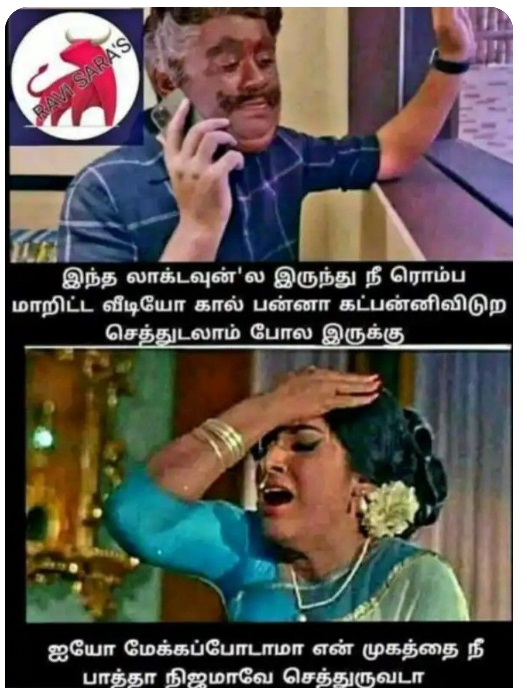 RAVI SARA'S
இந்த லாக்டவுன்'ல இருந்து நீ ரொம்ப
மாறிட்ட வீடியோ கால் பன்னா கட்பன்னிவிடுற
செத்துடலாம் போல இருக்கு
ஐயோ மேக்கப்போடாமா என் முகத்தை நீ
பாத்தா நிஜமாவே செத்துருவடா